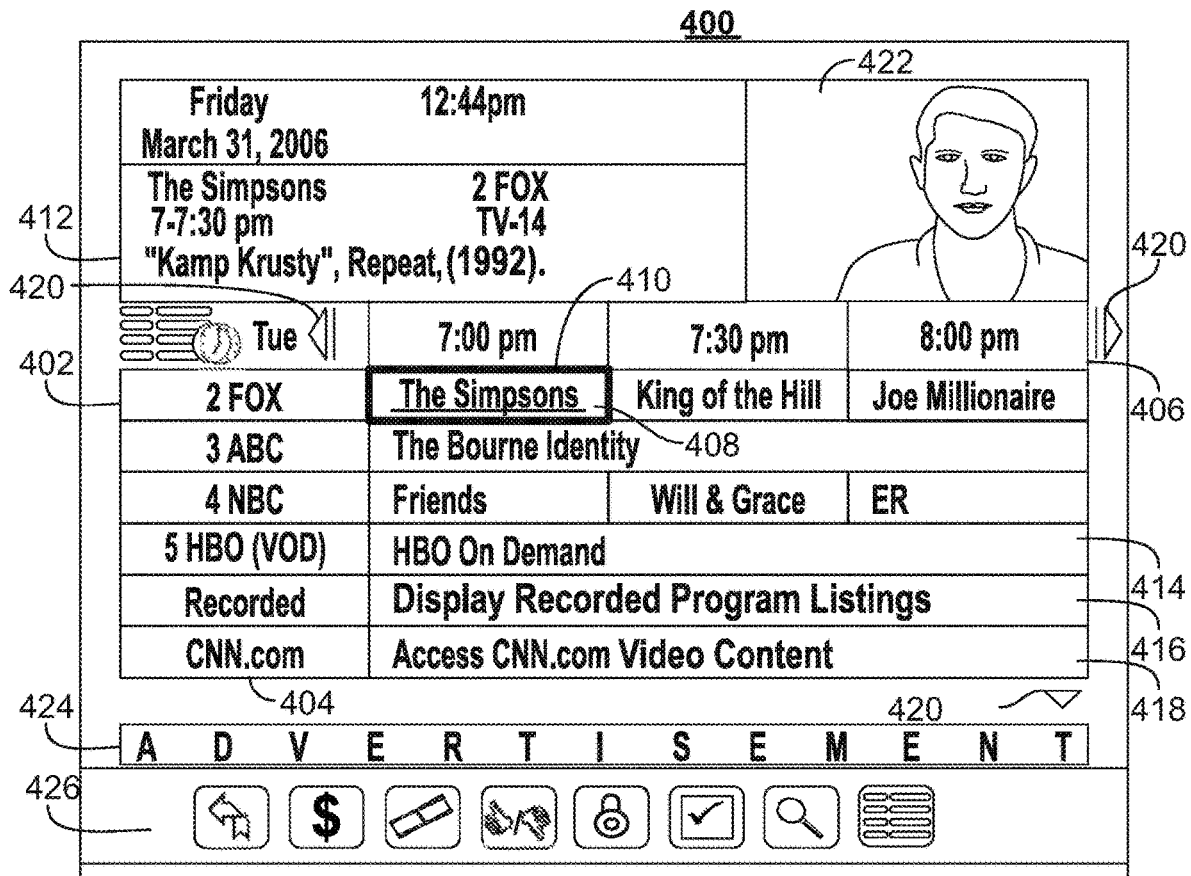 400
422
Friday 12:44pm
March 31, 2006
The Simpsons 2 FOX
7-7:30 pm TV-14
"Kamp Krusty", Repeat, (1992).
412
420
410
420
Tue 7:00 pm 7:30 pm 8:00 pm
402
406
2 FOX The Simpsons King of the Hill Joe Millionaire
408
3 ABC The Bourne Identity
4 NBC Friends Will & Grace ER
5 HBO (VOD) HBO On Demand
414
Recorded Display Recorded Program Listings
416
CNN.com Access CNN.com Video Content
418
404
420
424
A D V E R T I S E M E N T
426
$